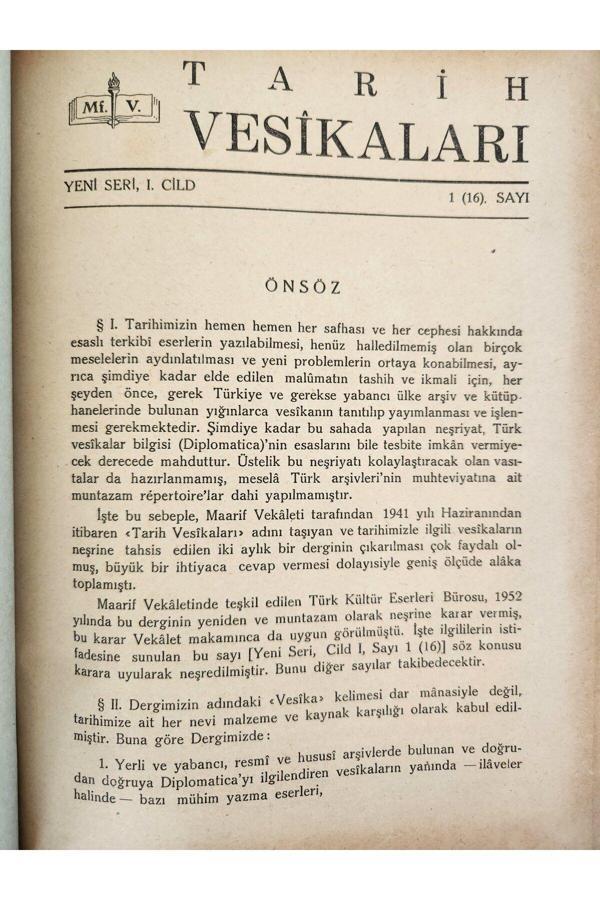 Mf. V.
TARİH
VESÎKALARI
YENİ SERİ, I. CİLD
1 (16). SAYI
ÖNSÖZ
§ I. Tarihimizin hemen hemen her safhası ve her cephesi hakkında
esaslı terkibî eserlerin yazılabilmesi, henüz halledilmemiş olan birçok
meselelerin aydınlatılması ve yeni problemlerin ortaya konabilmesi, ay-
rıca şimdiye kadar elde edilen malûmatın tashih ve ikmali için, her
şeyden önce, gerek Türkiye ve gerekse yabancı ülke arşiv ve kütüp-
hanelerinde bulunan yığınlarca vesîkanın tanıtılıp yayımlanması ve işlen-
mesi gerekmektedir. Şimdiye kadar bu sahada yapılan neşriyat, Türk
vesîkalar bilgisi (Diplomatica)'nin esaslarını bile tesbite imkân vermiye-
cek derecede mahduttur. Üstelik bu neşriyatı kolaylaştıracak olan vası-
talar da hazırlanmamış, meselâ Türk arşivleri'nin muhteviyatına ait
muntazam répertoire'lar dahi yapılmamıştır.
İşte bu sebeple, Maarif Vekâleti tarafından 1941 yılı Haziranından
itibaren ‹Tarih Vesîkaları› adını taşıyan ve tarihimizle ilgili vesîkaların
neşrine tahsis edilen iki aylık bir derginin çıkarılması çok faydalı ol-
muş, büyük bir ihtiyaca cevap vermesi dolayısiyle geniş ölçüde alâka
toplamıştı.
Maarif Vekâletinde teşkil edilen Türk Kültür Eserleri Bürosu, 1952
yılında bu derginin yeniden ve muntazam olarak neşrine karar vermiş,
bu karar Vekâlet makamınca da uygun görülmüştü. İşte ilgililerin isti-
fadesine sunulan bu sayı [Yeni Seri, Cild I, Sayı 1 (16)] söz konusu
karara uyularak neşredilmiştir. Bunu diğer sayılar takibedecektir.
§ II. Dergimizin adındaki ‹Vesîka› kelimesi dar mânasiyle değil,
tarihimize ait her nevi malzeme ve kaynak karşılığı olarak kabul edil-
miştir. Buna göre Dergimizde :
1. Yerli ve yabancı, resmî ve hususî arşivlerde bulunan ve doğru-
dan doğruya Diplomatica'yı ilgilendiren vesîkaların yanında — ilâveler
halinde — bazı mühim yazma eserleri,